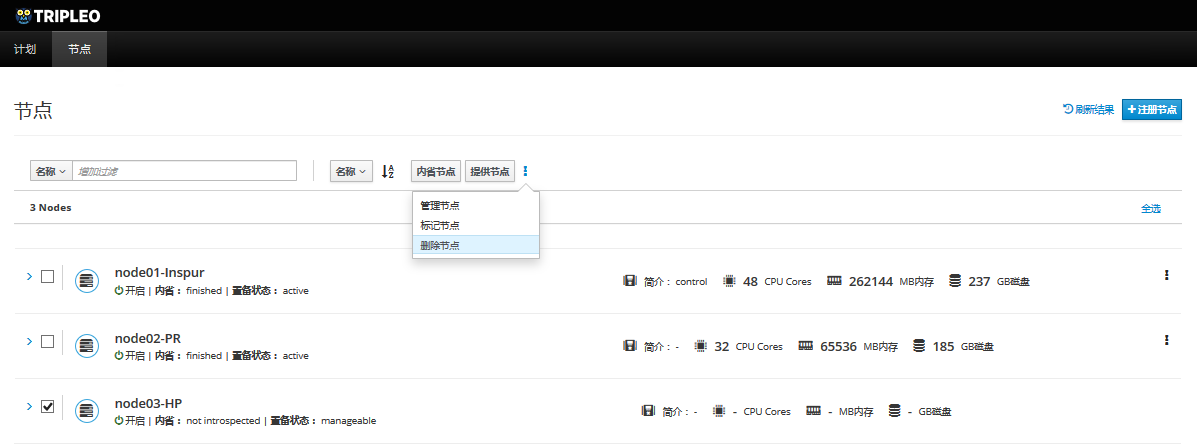 TRIPLEO
计划 节点
节点 刷新结果 注册节点
名称 增加过滤 名称 内省节点 提供节点
管理节点
3 Nodes 全选
标记节点
删除节点
node01-Inspur
开启 | 内省: finished | 置备状态: active 简介: control 48 CPU Cores 262144 MB内存 237 GB磁盘
node02-PR
开启 | 内省: finished | 置备状态: active 简介: - 32 CPU Cores 65536 MB内存 185 GB磁盘
node03-HP
开启 | 内省: not introspected | 置备状态: manageable 简介: - - CPU Cores - MB内存 - GB磁盘